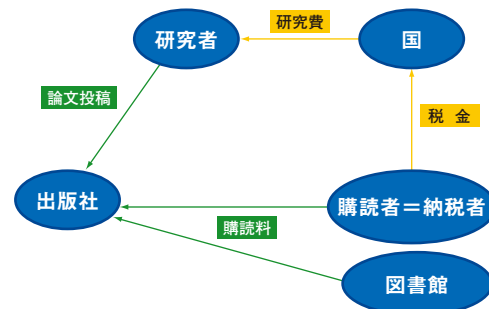 研究者
研究費
国
論文投稿
税 金
出版社
購読者＝納税者
購読料
図書館